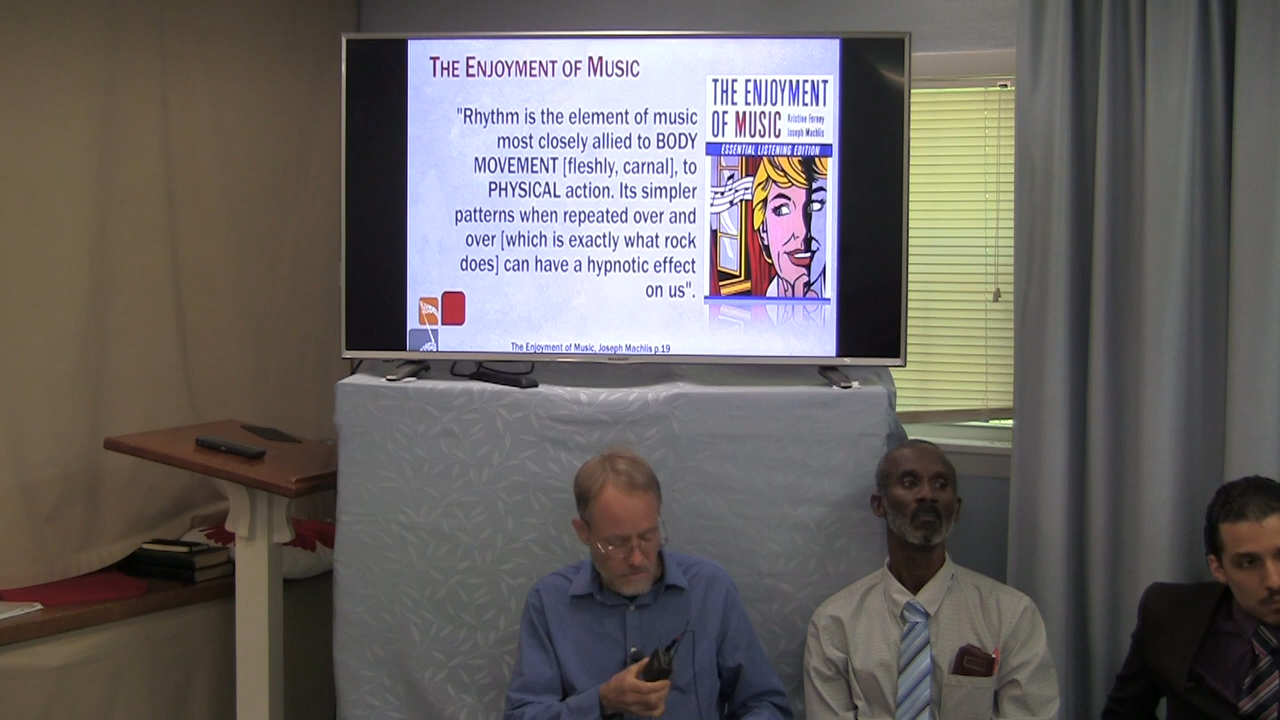 THE ENJOYMENT OF MUSIC
"Rhythm is the element of music
most closely allied to BODY
MOVEMENT [fleshly, carnal], to
PHYSICAL action. Its simpler
patterns when repeated over and
over [which is exactly what rock
does] can have a hypnotic effect
on us".
The Enjoyment of Music, Joseph Machlis p.19
THE ENJOYMENT
OF MUSIC
Kristine Forney
Joseph Machlis
ESSENTIAL LISTENING EDITION